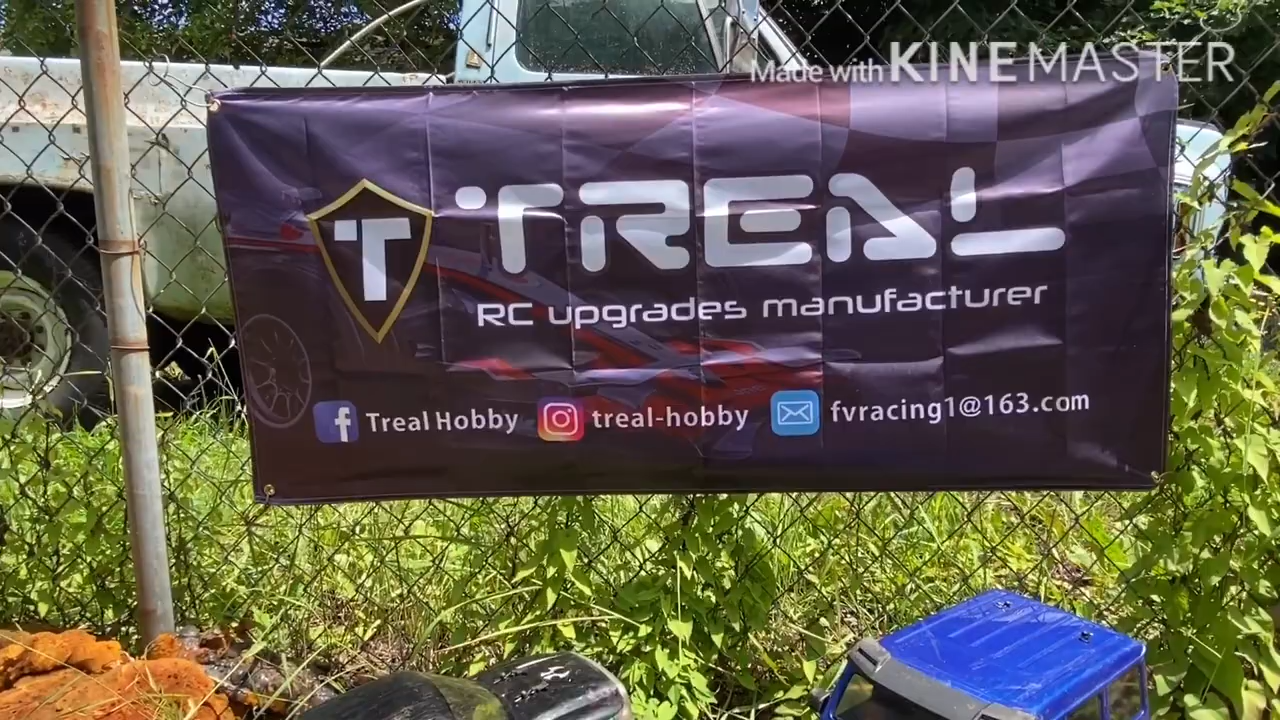 Made with KINEMASTER
T TREAL
RC upgrades manufacturer
f Treal Hobby treal-hobby fvracing1@163.com